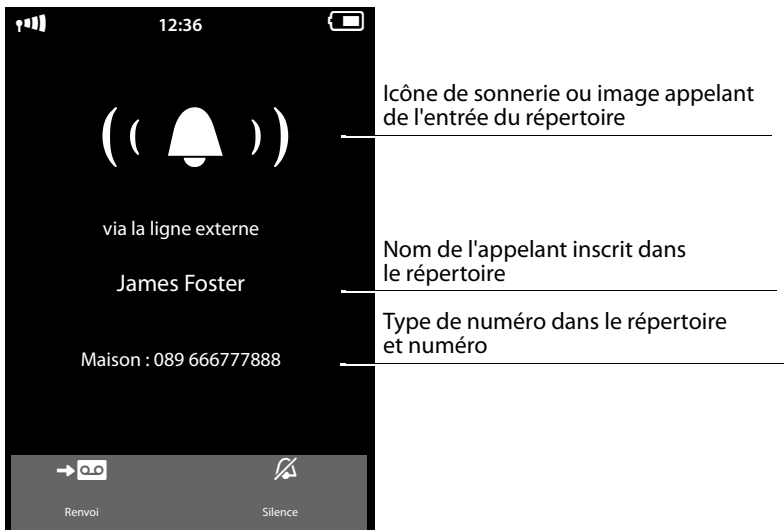 12:36
Icône de sonnerie ou image appelant
de l'entrée du répertoire
via la ligne externe
Nom de l'appelant inscrit dans
le répertoire
James Foster
Type de numéro dans le répertoire
et numéro
Maison : 089 666777888
Renvoi
Silence